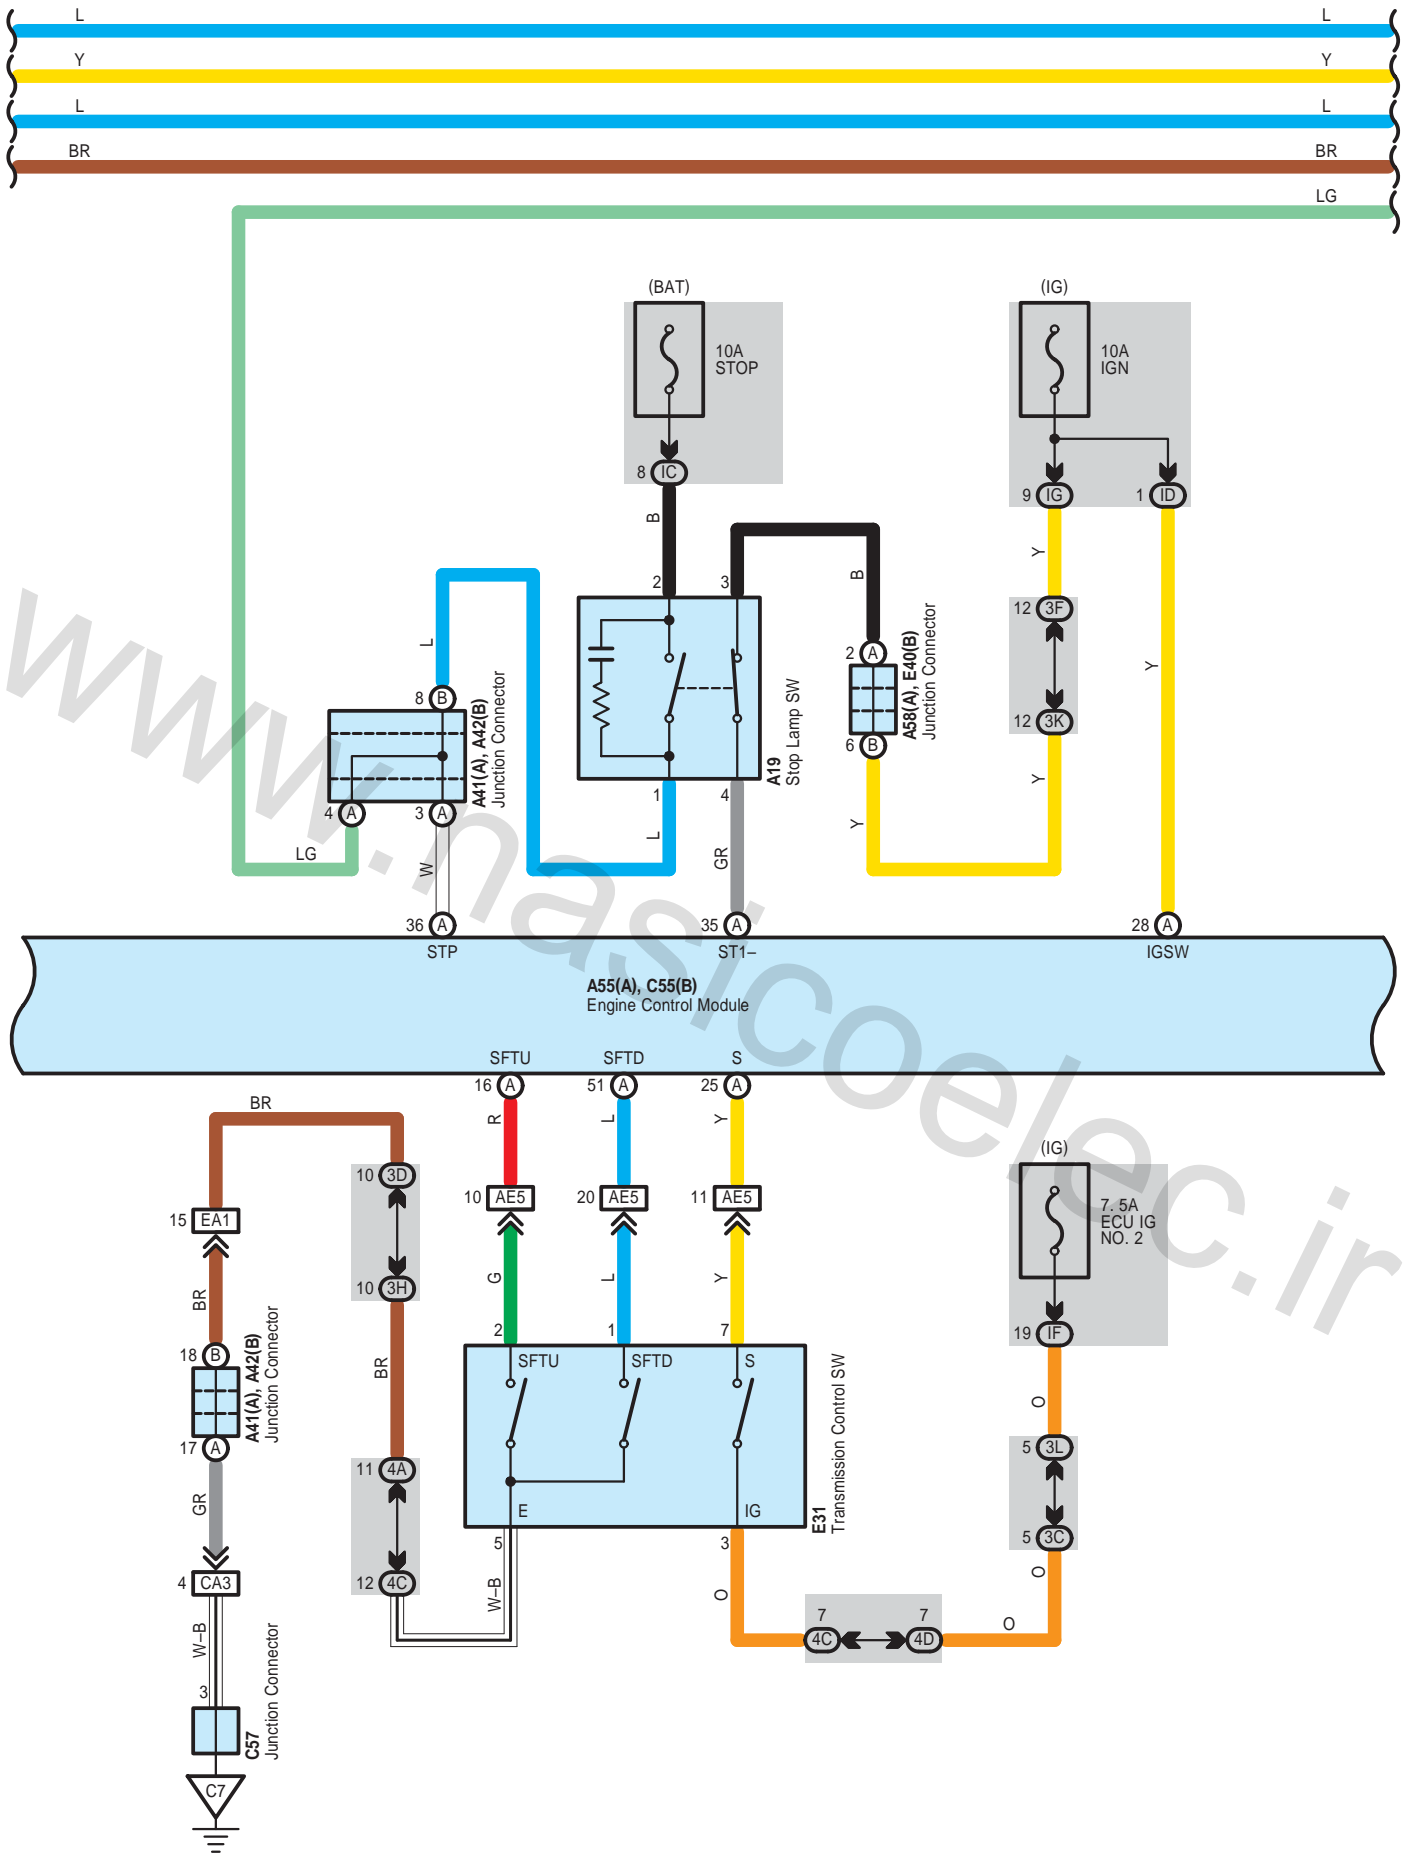 L
L
Y
Y
L
L
BR
BR
LG
(BAT)
(IG)
10A
STOP
10A
IGN
8 IC
9 IG
1 ID
B
Y
12 3F
B
2
3
L
2 A
Y
8 B
12 3K
6 B
A58(A), E40(B)
Junction Connector
A41(A), A42(B)
Junction Connector
A19
Stop Lamp SW
4 A
3 A
1
4
Y
Y
LG
W
L
GR
36 A
35 A
28 A
STP
ST1–
IGSW
A55(A), C55(B)
Engine Control Module
SFTU
SFTD
S
16 A
51 A
25 A
BR
R
L
Y
(IG)
10 3D
10 AE5
20 AE5
11 AE5
7. 5A
ECU IG
NO. 2
15 EA1
10 3H
G
L
Y
BR
19 IF
2
1
7
18 B
SFTU
SFTD
S
BR
A41(A), A42(B)
Junction Connector
O
17 A
11 4A
5 3L
GR
E
IG
E31
Transmission Control SW
5
3
5 3C
4 CA3
12 4C
W–B
O
O
W–B
7
7
4C
4D
O
3
C57
Junction Connector
C7
www.nasicoelec.ir